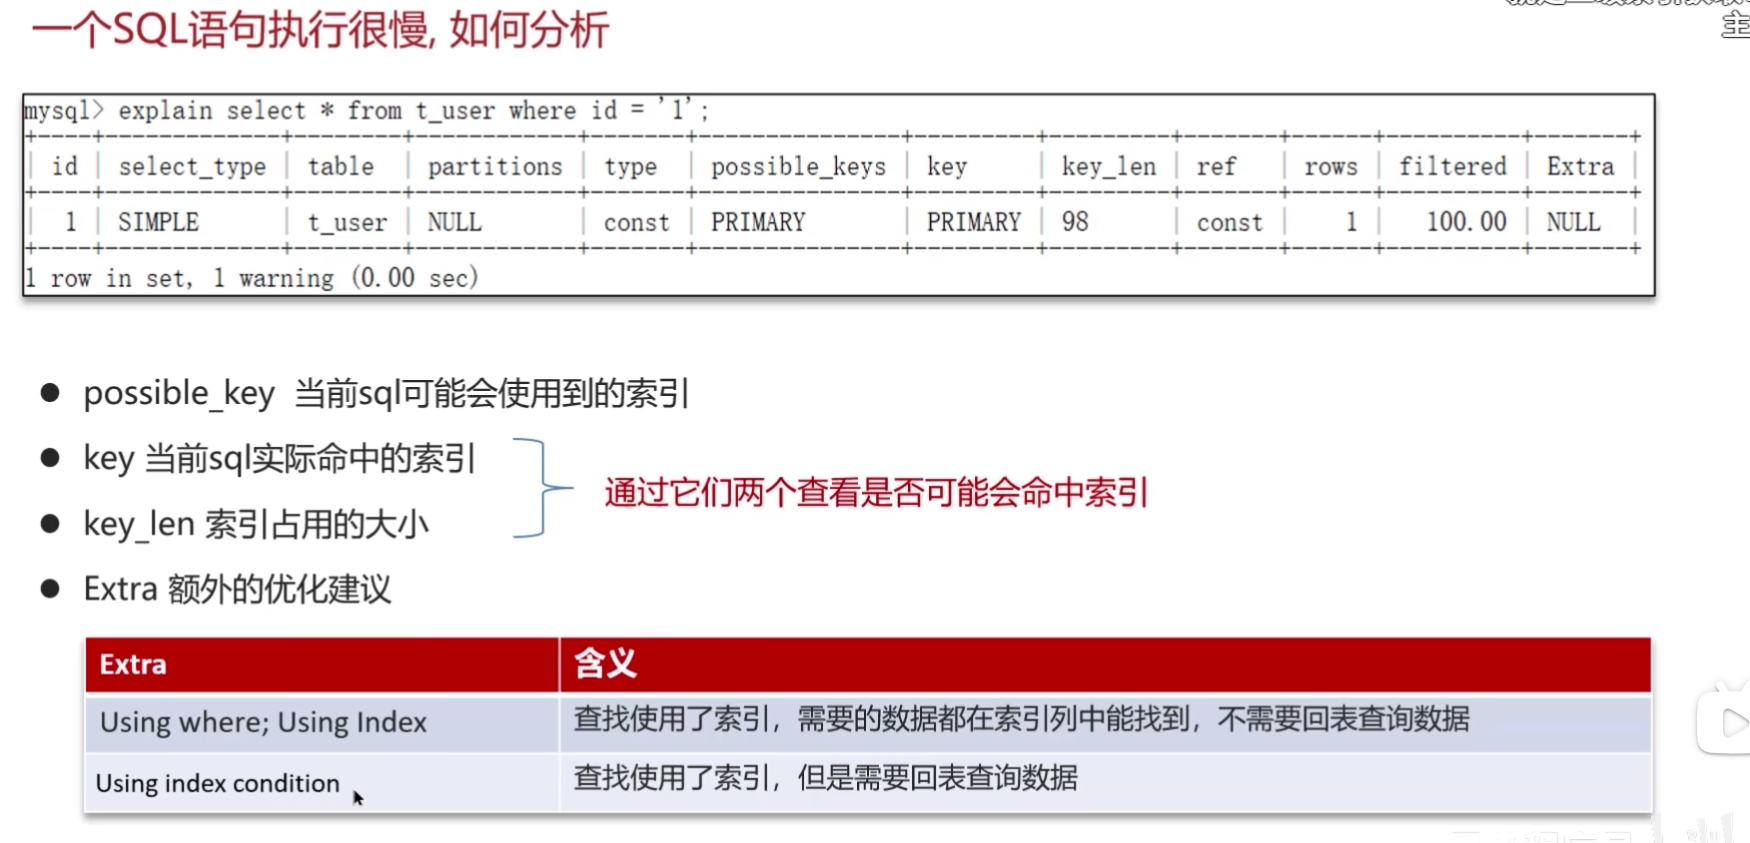 一个SQL语句执行很慢, 如何分析
主
mysql> explain select * from t_user where id = '1';
+----+-------------+--------+------------+-------+---------------+---------+---------+-------+------+----------+-------+
| id | select_type | table | partitions | type | possible_keys | key | key_len | ref | rows | filtered | Extra |
+----+-------------+--------+------------+-------+---------------+---------+---------+-------+------+----------+-------+
| 1 | SIMPLE | t_user | NULL | const | PRIMARY | PRIMARY | 98 | const | 1 | 100.00 | NULL |
+----+-------------+--------+------------+-------+---------------+---------+---------+-------+------+----------+-------+
1 row in set, 1 warning (0.00 sec)
● possible_key 当前sql可能会使用到的索引
● key 当前sql实际命中的索引
● key_len 索引占用的大小
通过它们两个查看是否可能会命中索引
● Extra 额外的优化建议
Extra 含义
Using where; Using Index 查找使用了索引，需要的数据都在索引列中能找到，不需要回表查询数据
Using index condition 查找使用了索引，但是需要回表查询数据